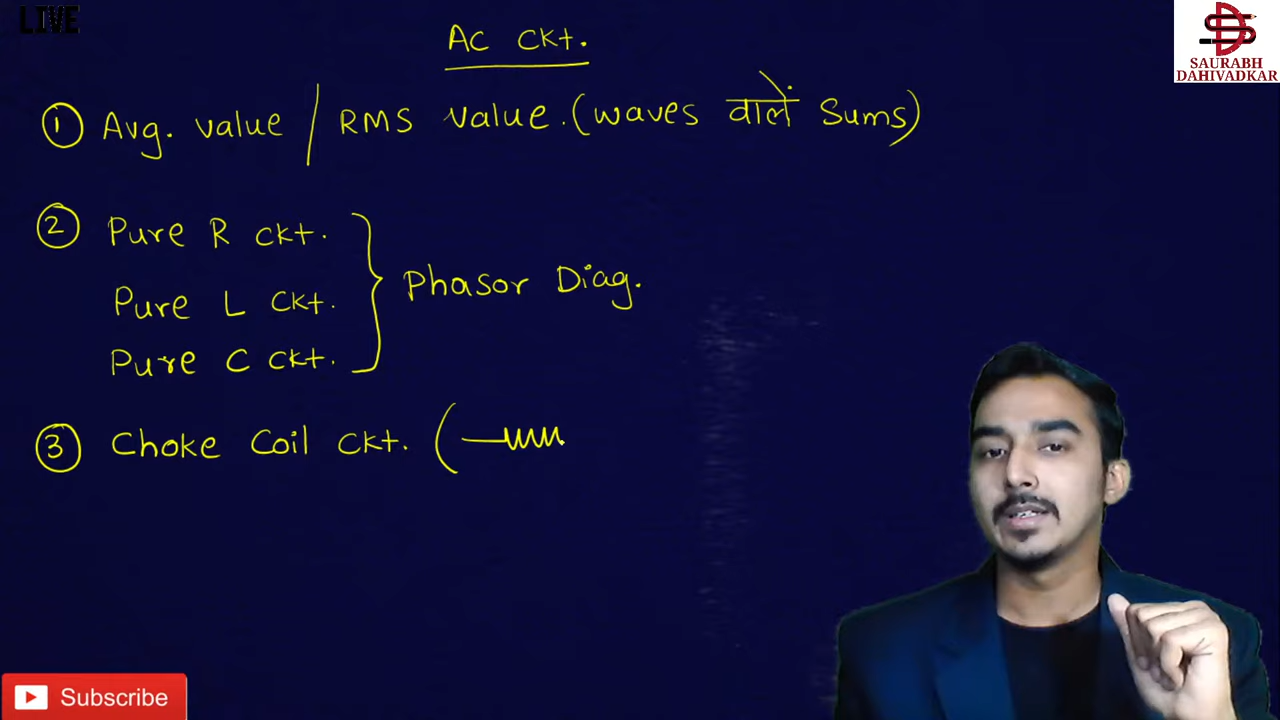 LIVE
SAURABH
DAHIVADKAR
AC CKt.
① Avg. value / RMS value. (waves वाले Sums)
② Pure R ckt.
Pure L Ckt.
Pure C ckt.
Phasor Diag.
③ Choke Coil Ckt. (
Subscribe